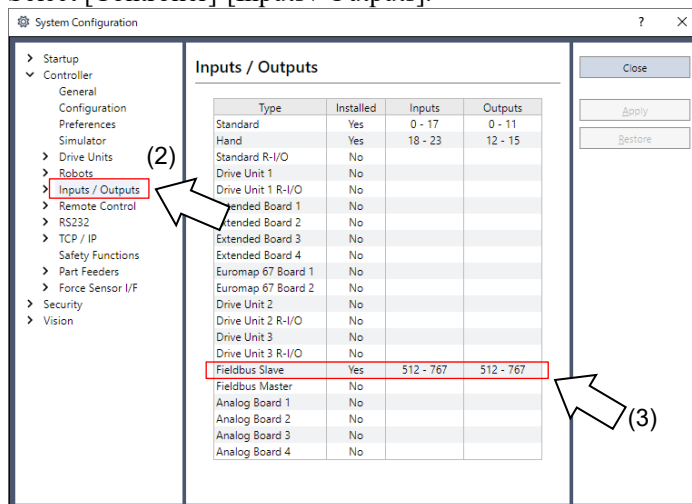 Select [Controller]-[Inputs / Outputs].
System Configuration ? ×
Startup
Controller
General
Configuration
Preferences
Simulator
Drive Units
Robots
Inputs / Outputs
Remote Control
RS232
TCP / IP
Safety Functions
Part Feeders
Force Sensor I/F
Security
Vision
(2)
Inputs / Outputs
Type Installed Inputs Outputs
Standard Yes 0 - 17 0 - 11
Hand Yes 18 - 23 12 - 15
Standard R-I/O No
Drive Unit 1 No
Drive Unit 1 R-I/O No
Extended Board 1 No
Extended Board 2 No
Extended Board 3 No
Extended Board 4 No
Euromap 67 Board 1 No
Euromap 67 Board 2 No
Drive Unit 2 No
Drive Unit 2 R-I/O No
Drive Unit 3 No
Drive Unit 3 R-I/O No
Fieldbus Slave Yes 512 - 767 512 - 767
Fieldbus Master No
Analog Board 1 No
Analog Board 2 No
Analog Board 3 No
Analog Board 4 No
(3)
Close
Apply
Restore